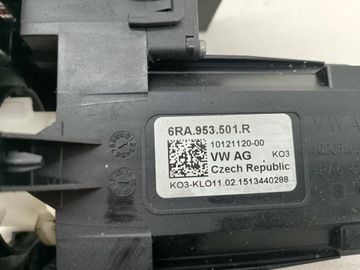 6RA.953.501.R
10121120-00
VW AG KO3
Czech Republic
KO3-KLO11.02.1513440288